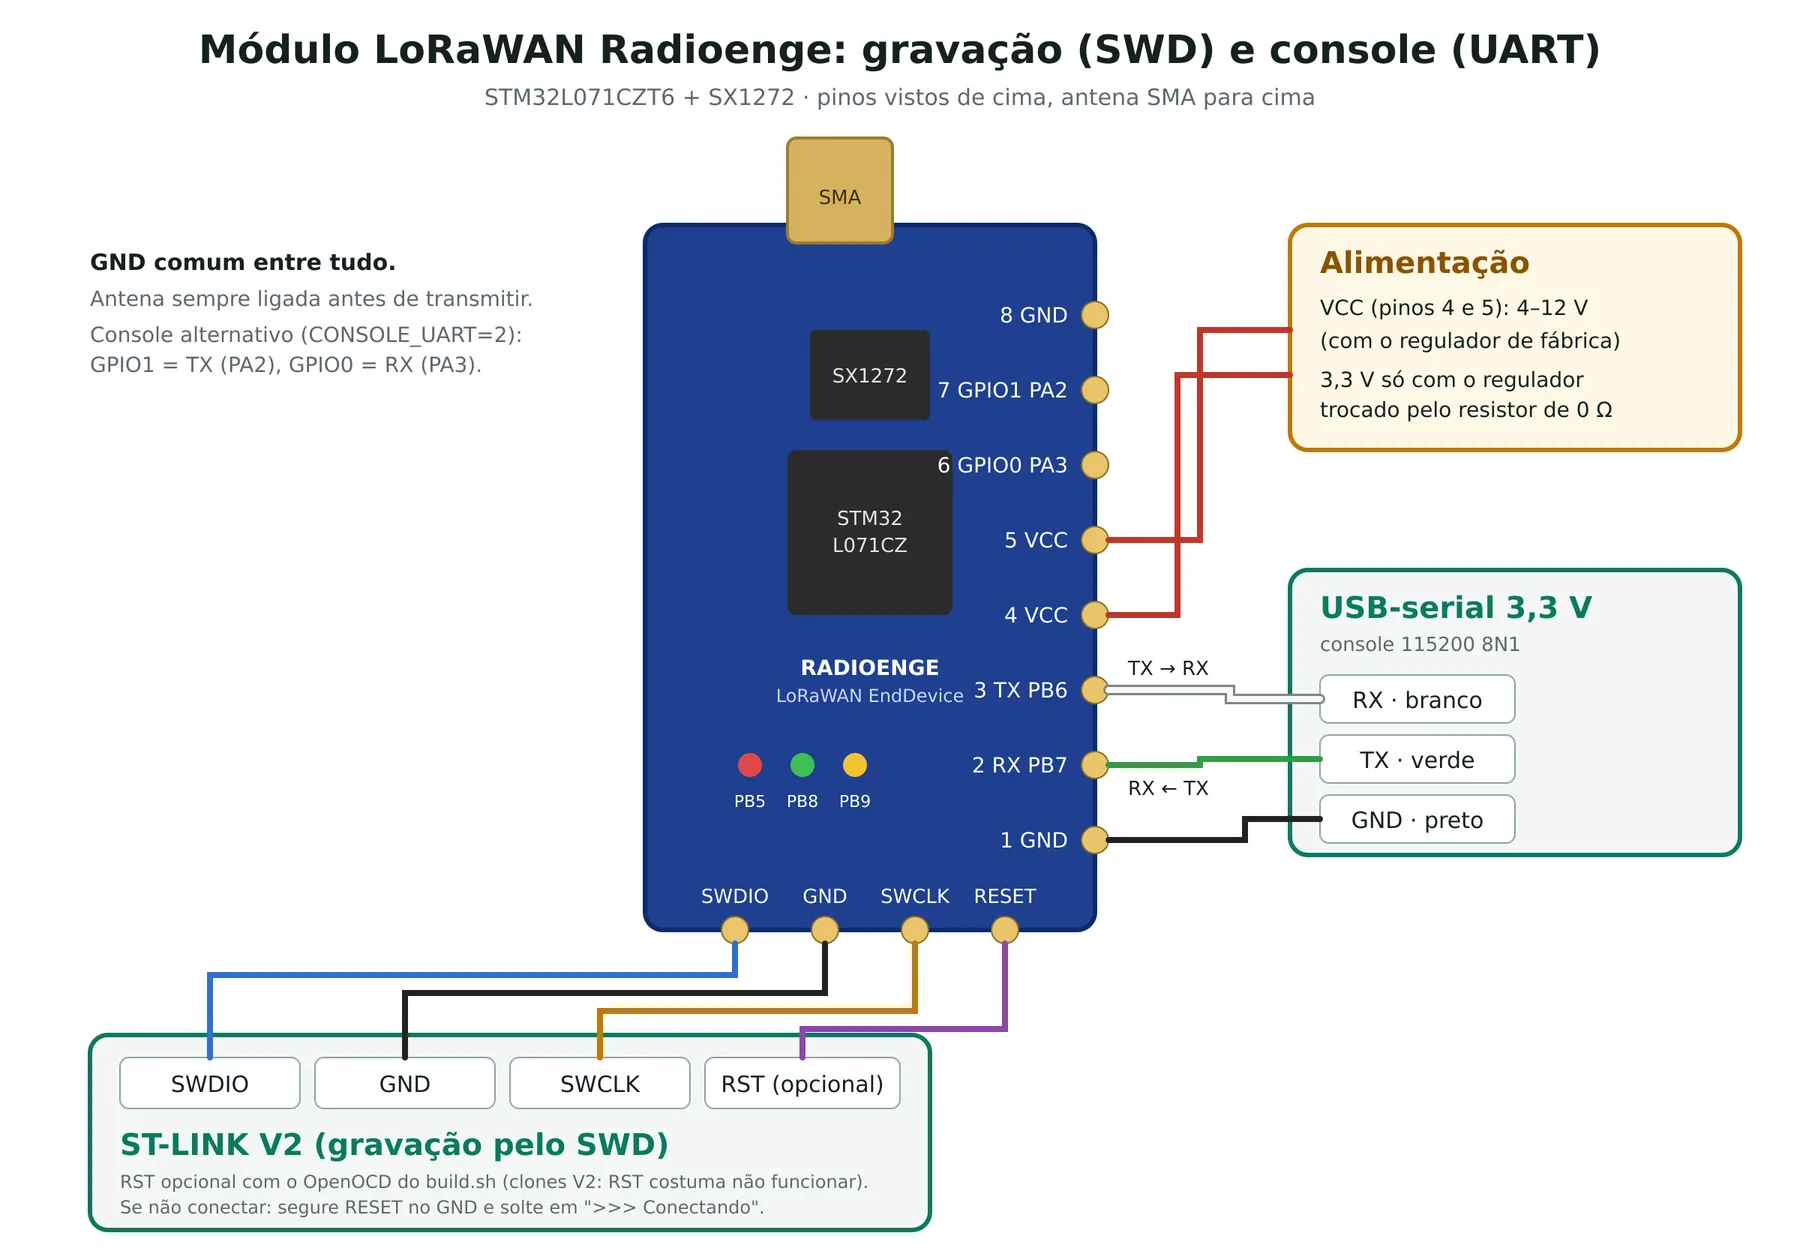 Módulo LoRaWAN Radioenge: gravação (SWD) e console (UART)
STM32L071CZT6 + SX1272 · pinos vistos de cima, antena SMA para cima
SMA
GND comum entre tudo.
Antena sempre ligada antes de transmitir.
Console alternativo (CONSOLE_UART=2):
GPIO1 = TX (PA2), GPIO0 = RX (PA3).
8 GND
SX1272
7 GPIO1 PA2
6 GPIO0 PA3
STM32
L071CZ
5 VCC
4 VCC
RADIOENGE
LoRaWAN EndDevice
3 TX PB6
2 RX PB7
PB5 PB8 PB9
1 GND
SWDIO GND SWCLK RESET
Alimentação
VCC (pinos 4 e 5): 4–12 V
(com o regulador de fábrica)
3,3 V só com o regulador
trocado pelo resistor de 0 Ω
TX → RX
RX ← TX
USB-serial 3,3 V
console 115200 8N1
RX · branco
TX · verde
GND · preto
SWDIO
GND
SWCLK
RST (opcional)
ST-LINK V2 (gravação pelo SWD)
RST opcional com o OpenOCD do build.sh (clones V2: RST costuma não funcionar).
Se não conectar: segure RESET no GND e solte em ">>> Conectando".